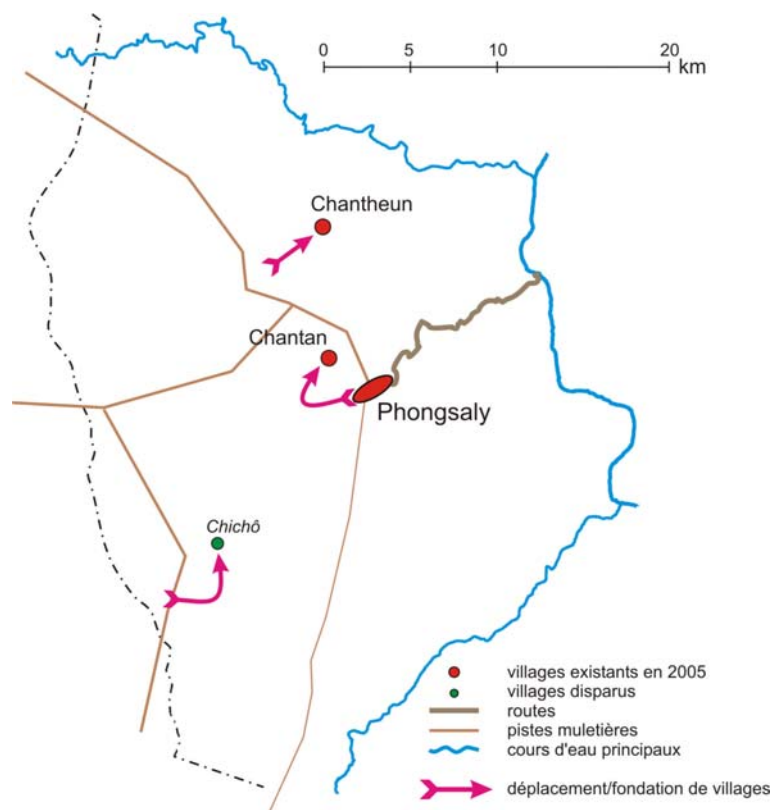 0 5 10 20
km
Chantheun
Chantan
Phongsaly
Chichô
villages existants en 2005
villages disparus
routes
pistes muletières
cours d'eau principaux
déplacement/fondation de villages